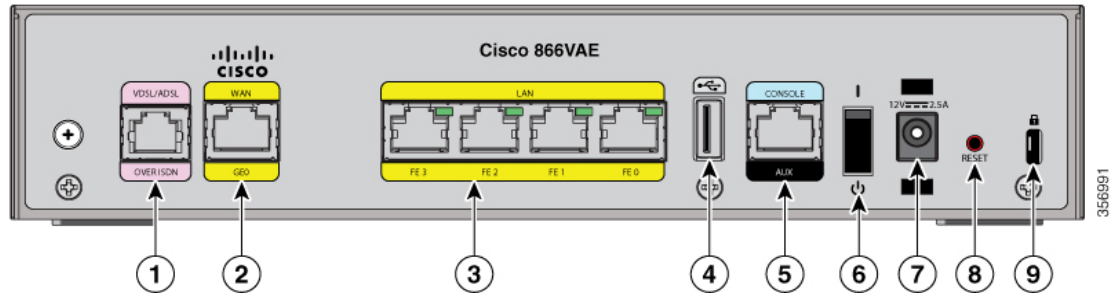 Cisco 866VAE
CISCO
VDSL/ADSL
WAN
LAN
CONSOLE
12V 2.5A
OVER ISDN
GE0
FE 3
FE 2
FE 1
FE 0
AUX
RESET
356991
1
2
3
4
5
6
7
8
9